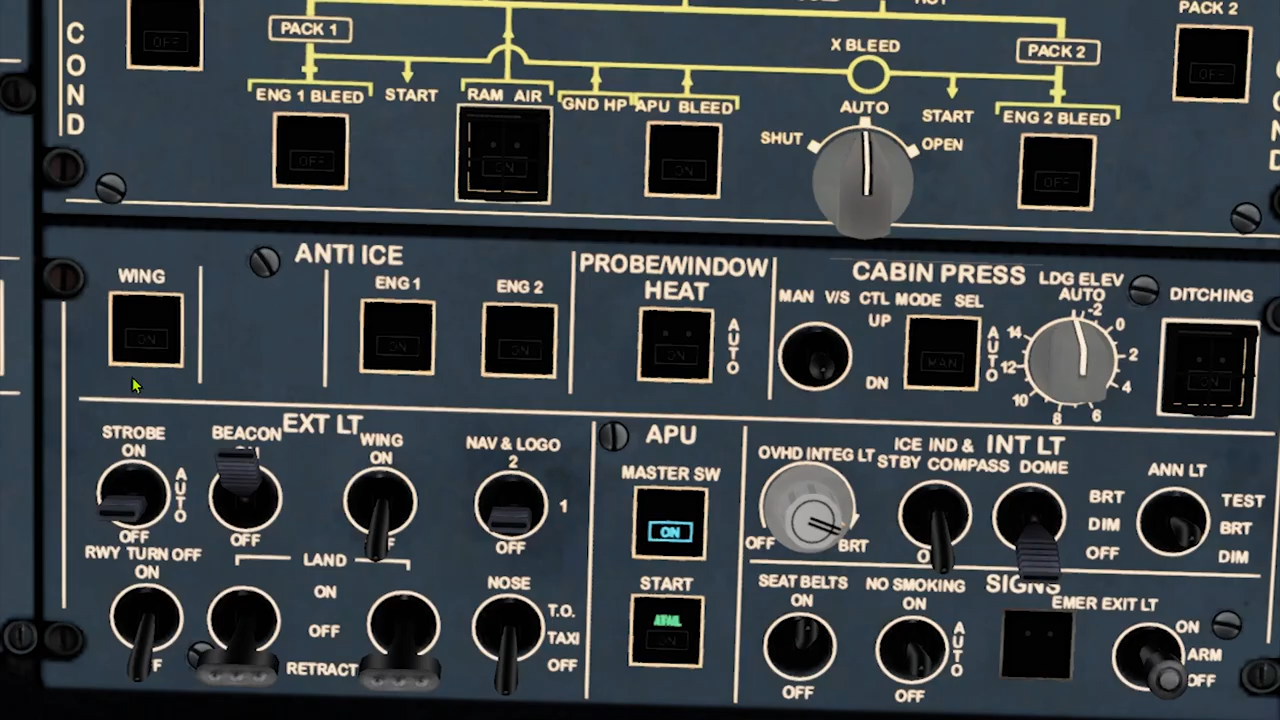 HOT
PACK 2
COND
OFF
PACK 1
X BLEED
PACK 2
OFF
ENG 1 BLEED
START
RAM AIR
GND HP
APU BLEED
AUTO
START
ENG 2 BLEED
SHUT
OPEN
OFF
ON
ON
OFF
ANTI ICE
PROBE/WINDOW
HEAT
CABIN PRESS
LDG ELEV
AUTO
DITCHING
WING
ENG 1
ENG 2
MAN V/S CTL
MODE SEL
UP
DN
AUTO
AUTO
-2
0
2
4
6
8
10
12
14
ON
ON
ON
ON
MAN
ON
EXT LT
STROBE
ON
AUTO
OFF
BEACON
ON
OFF
WING
ON
NAV & LOGO
2
1
OFF
APU
MASTER SW
ON
OVHD INTEG LT
OFF
BRT
ICE IND &
STBY COMPASS
INT LT
DOME
BRT
DIM
OFF
ANN LT
TEST
BRT
DIM
RWY TURN OFF
ON
LAND
ON
OFF
RETRACT
NOSE
T.O.
TAXI
OFF
START
AVAIL
ON
SEAT BELTS
ON
OFF
NO SMOKING
ON
AUTO
OFF
SIGNS
EMER EXIT LT
ON
ARM
OFF